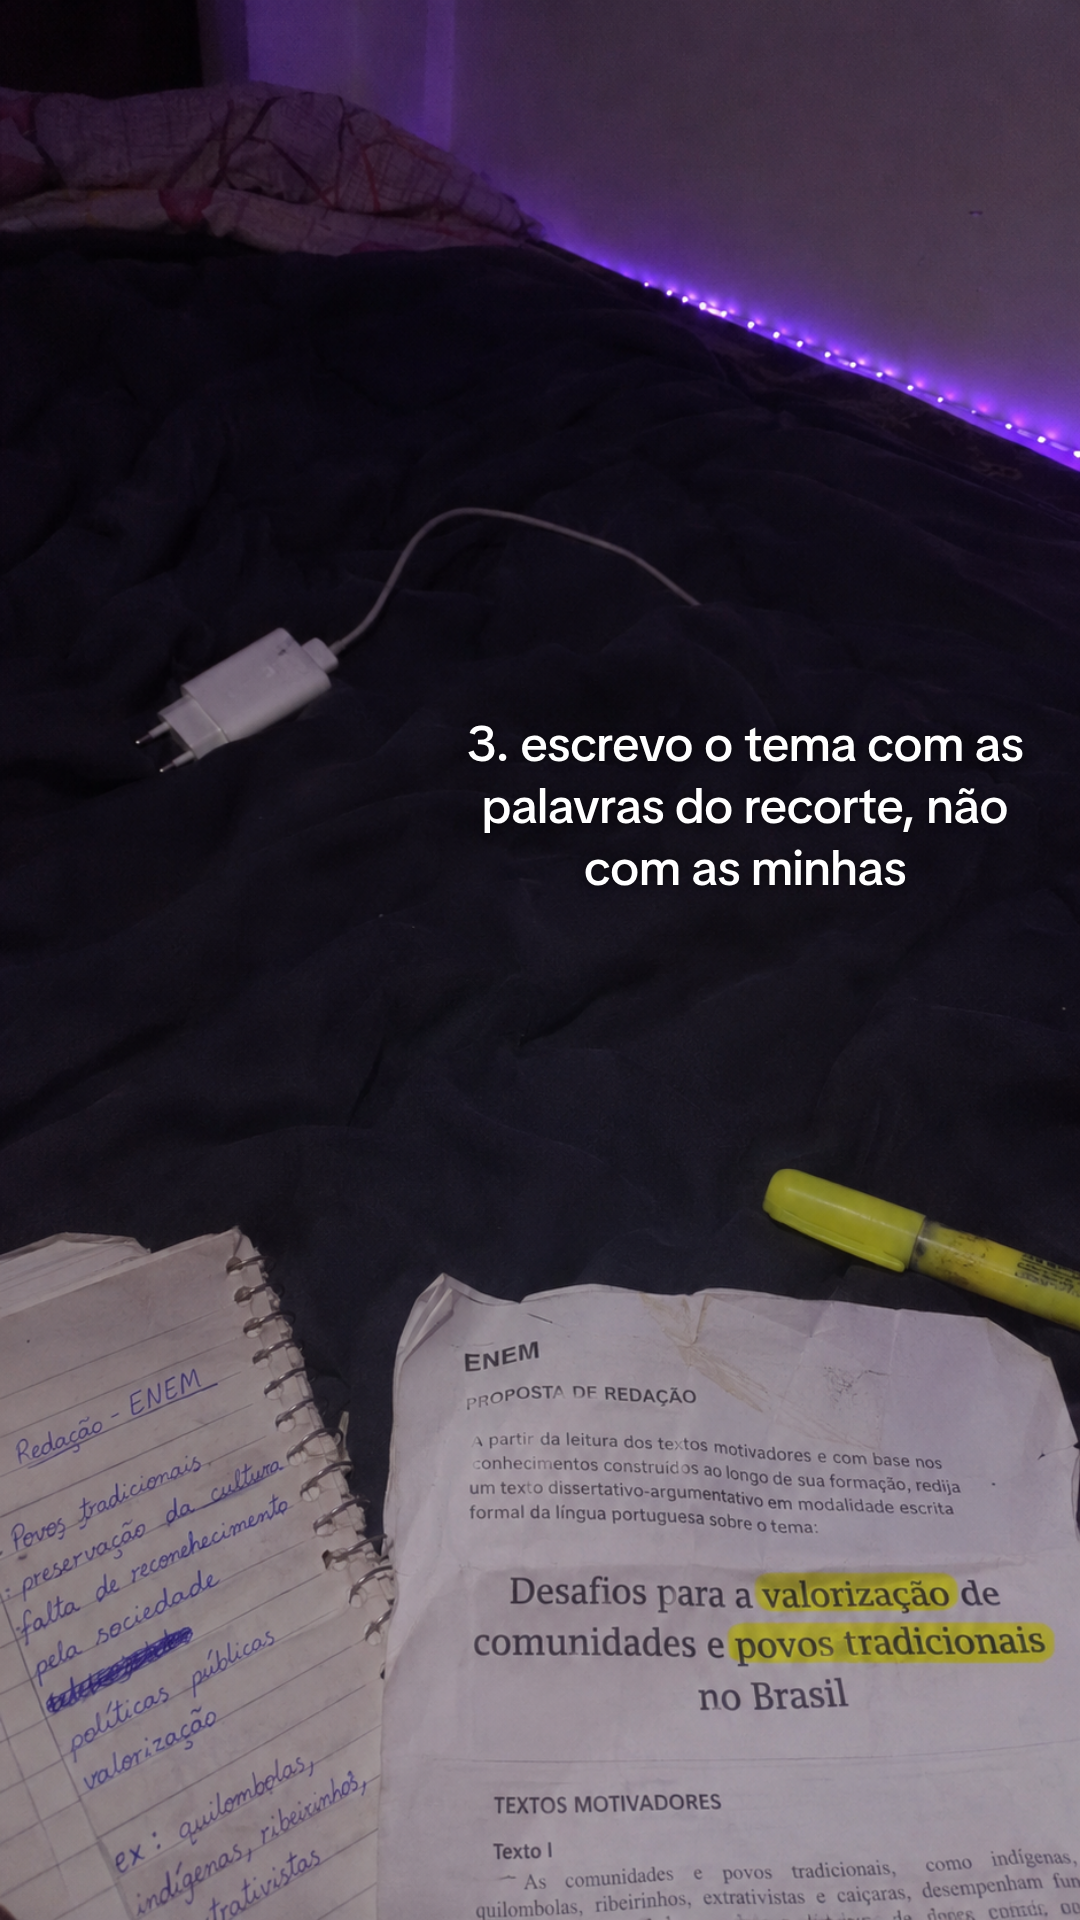 3. escrevo o tema com as
palavras do recorte, não
com as minhas
Redação - ENEM
Povos tradicionais
preservação da cultura
falta de reconhecimento
pela sociedade
políticas públicas
valorização
ex: quilombolas,
indígenas, ribeirinhos,
trativistas
ENEM
PROPOSTA DE REDAÇÃO
A partir da leitura dos textos motivadores e com base nos
conhecimentos construidos ao longo de sua formação, redija
um texto dissertativo-argumentativo em modalidade escrita
formal da língua portuguesa sobre o tema:
Desafios para a valorização de
comunidades e povos tradicionais
no Brasil
TEXTOS MOTIVADORES
Texto I
As comunidades e povos tradicionais, como indígenas,
quilombolas, ribeirinhos, extrativistas e caiçaras, desempenham fun